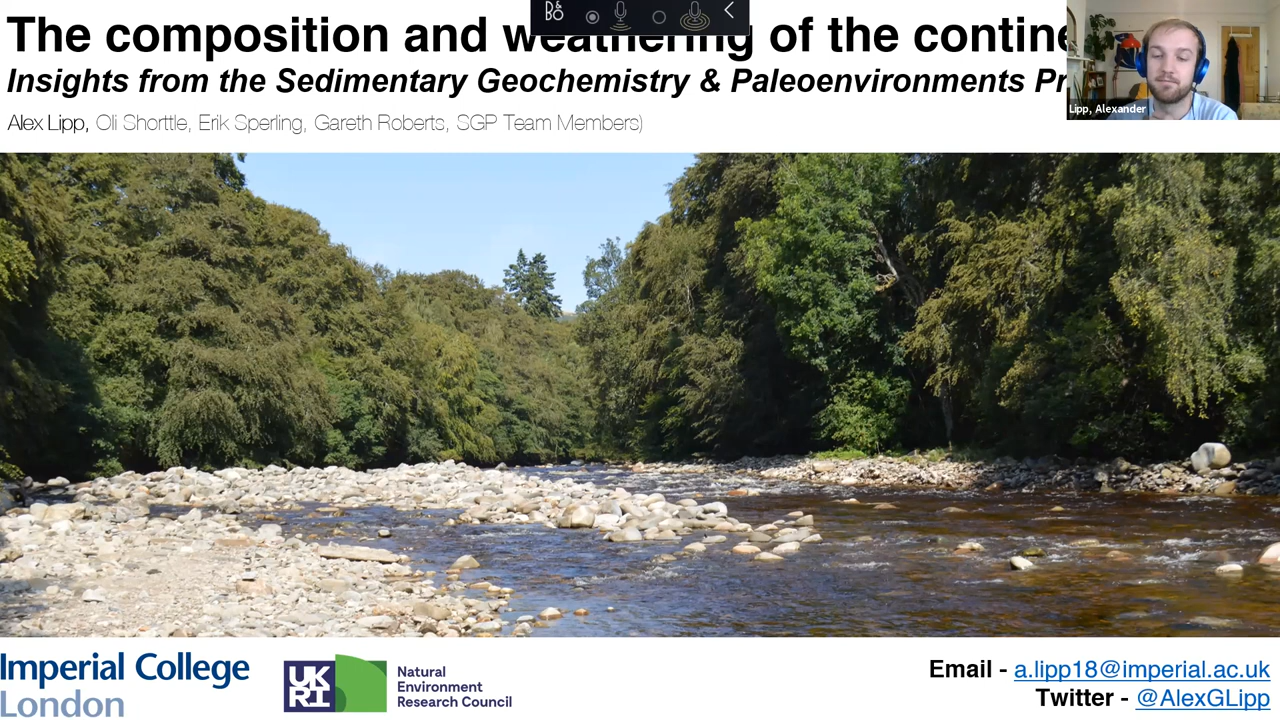 The composition and weathering of the contine
Insights from the Sedimentary Geochemistry & Paleoenvironments Pr
Alex Lipp, Oli Shorttle, Erik Sperling, Gareth Roberts, SGP Team Members)
B&O
Lipp, Alexander
Imperial College
London
UKRI
Natural
Environment
Research Council
Email - a.lipp18@imperial.ac.uk
Twitter - @AlexGLipp